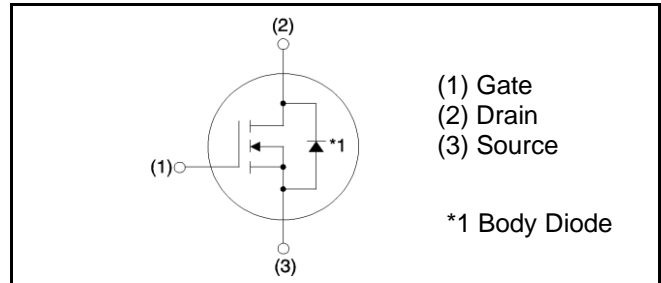 (2)
(1) Gate
(2) Drain
(3) Source
*1
(1)
*1 Body Diode
(3)